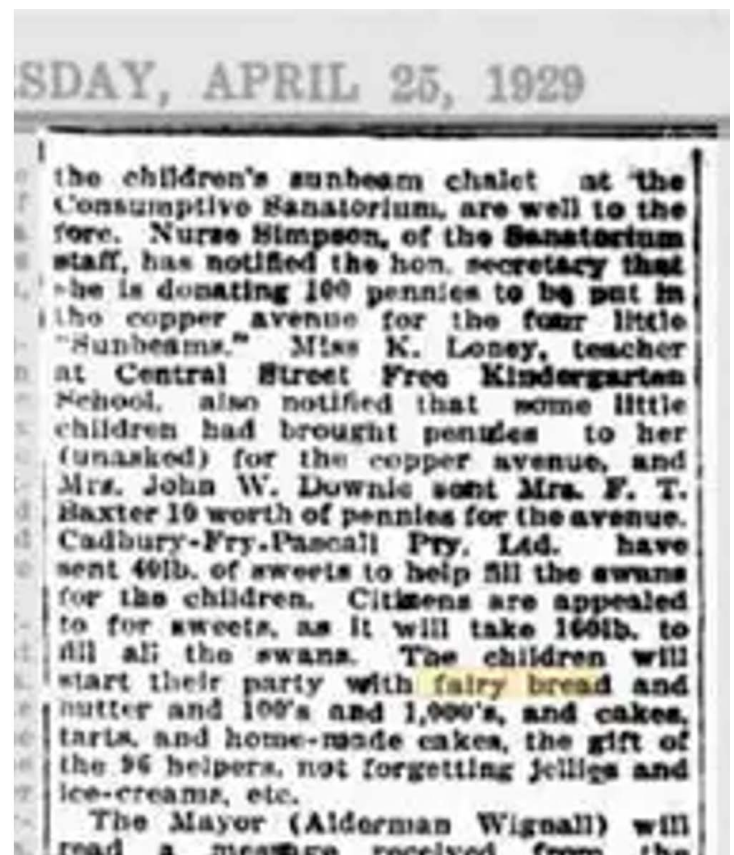 SDAY, APRIL 25, 1929
the children's sunbeam chalet at the
Consumptive Sanatorium, are well to the
fore. Nurse Simpson, of the Sanatorium
staff, has notified the hon. secretary that
she is donating 100 pennies to be put in
the copper avenue for the four little
"Sunbeams." Miss K. Loney, teacher
at Central Street Free Kindergarten
School, also notified that some little
children had brought pennies to her
(unasked) for the copper avenue, and
Mrs. John W. Downie sent Mrs. F. T.
Baxter 10 worth of pennies for the avenue.
Cadbury-Fry-Pascall Pty. Ltd. have
sent 40lb. of sweets to help fill the swans
for the children. Citizens are appealed
to for sweets, as it will take 160lb. to
fill all the swans. The children will
start their party with fairy bread and
butter and 100's and 1,000's, and cakes,
tarts, and home-made cakes, the gift of
the 96 helpers, not forgetting jellies and
ice-creams, etc.
The Mayor (Alderman Wignall) will
read a message received from the